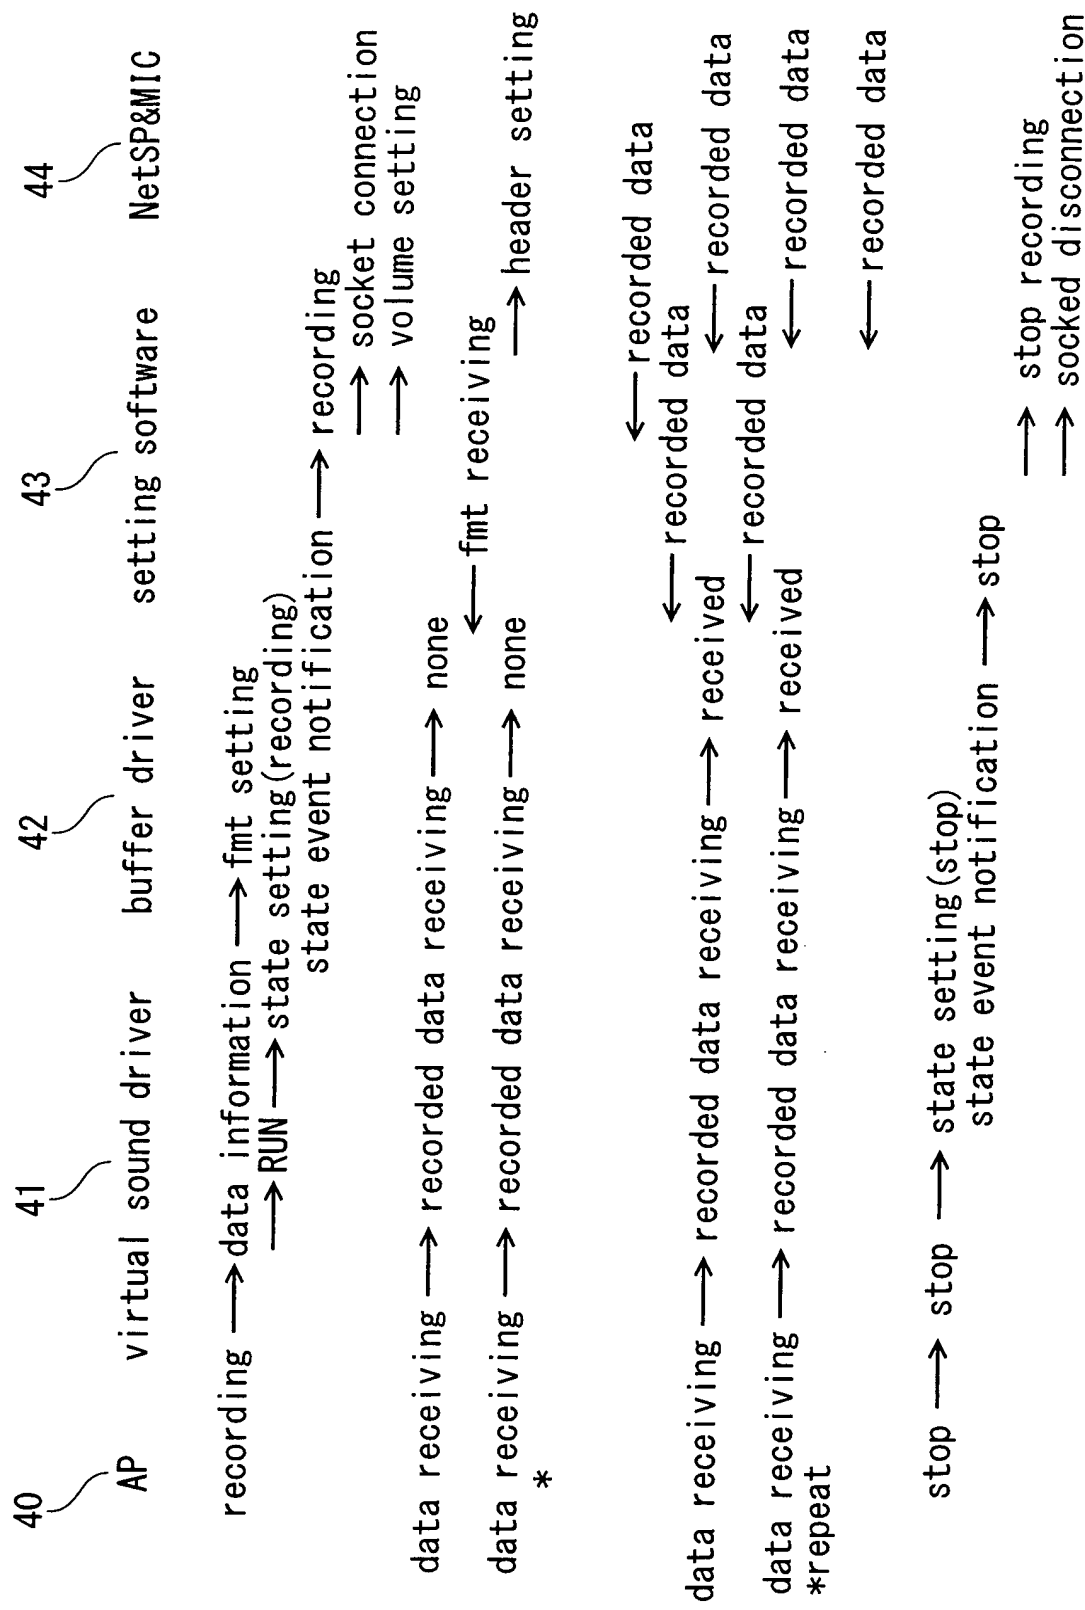 40 41 42 43 44
AP virtual sound driver buffer driver setting software NetSP&MIC
recording → data information → fmt setting
→ RUN → state setting(recording)
state event notification → recording
→ socket connection
→ volume setting
data receiving → recorded data receiving → none
← fmt receiving
data receiving → recorded data receiving → none
→ header setting
*
← recorded data
← recorded data
data receiving → recorded data receiving → received
← recorded data
← recorded data
data receiving → recorded data receiving → received
← recorded data
*repeat
← recorded data
stop → stop → state setting(stop)
state event notification → stop
→ stop recording
→ socked disconnection